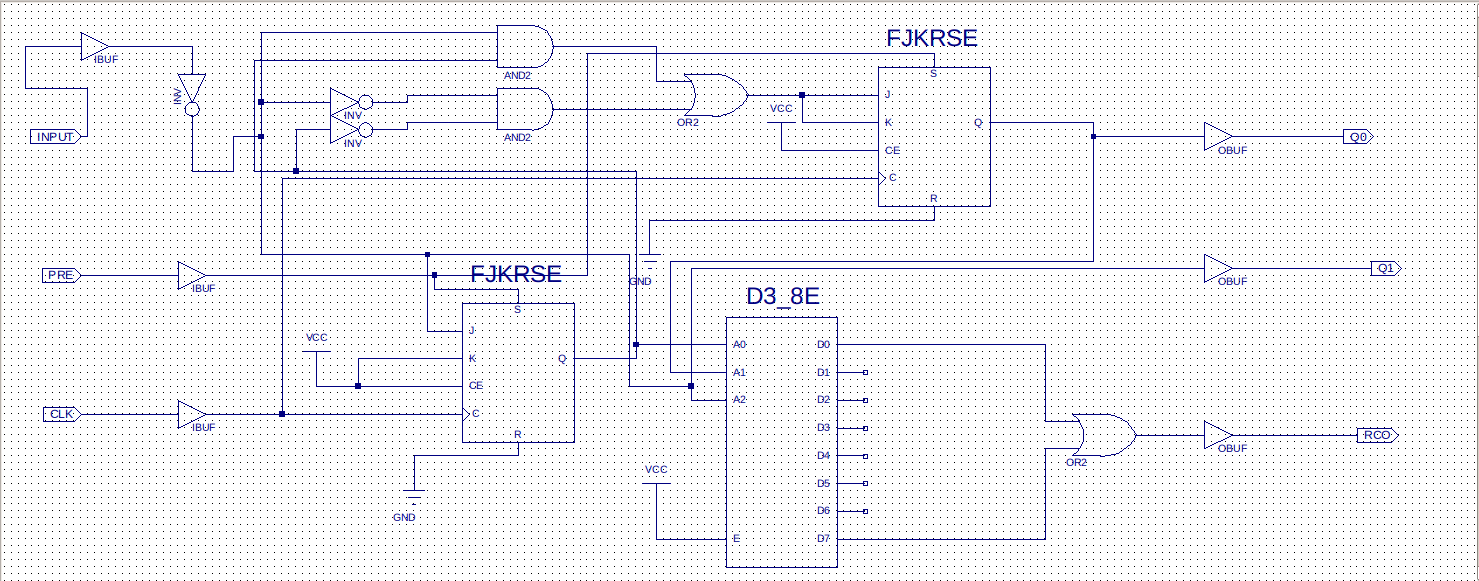 FJKRSE
IBUF
S
AND2
INV
J
VCC
INV
OR2
K
Q
INPUT
AND2
Q0
INV
CE
OBUF
C
R
FJKRSE
PRE
Q1
GND
OBUF
IBUF
D3_8E
S
J
VCC
A0
D0
K
Q
A1
D1
CE
A2
D2
CLK
C
IBUF
D3
R
RCO
OBUF
D4
OR2
VCC
D5
D6
GND
E
D7